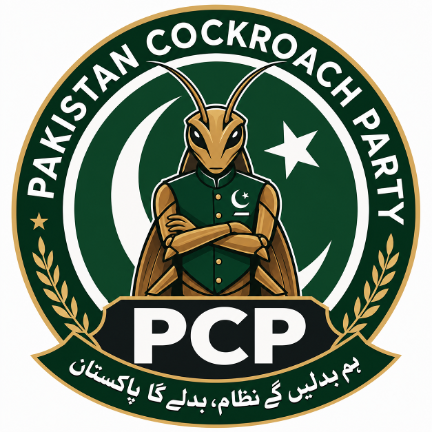 PAKISTAN COCKROACH PARTY
PCP
ہم بدلیں گے نظام، بدلے گا پاکستان